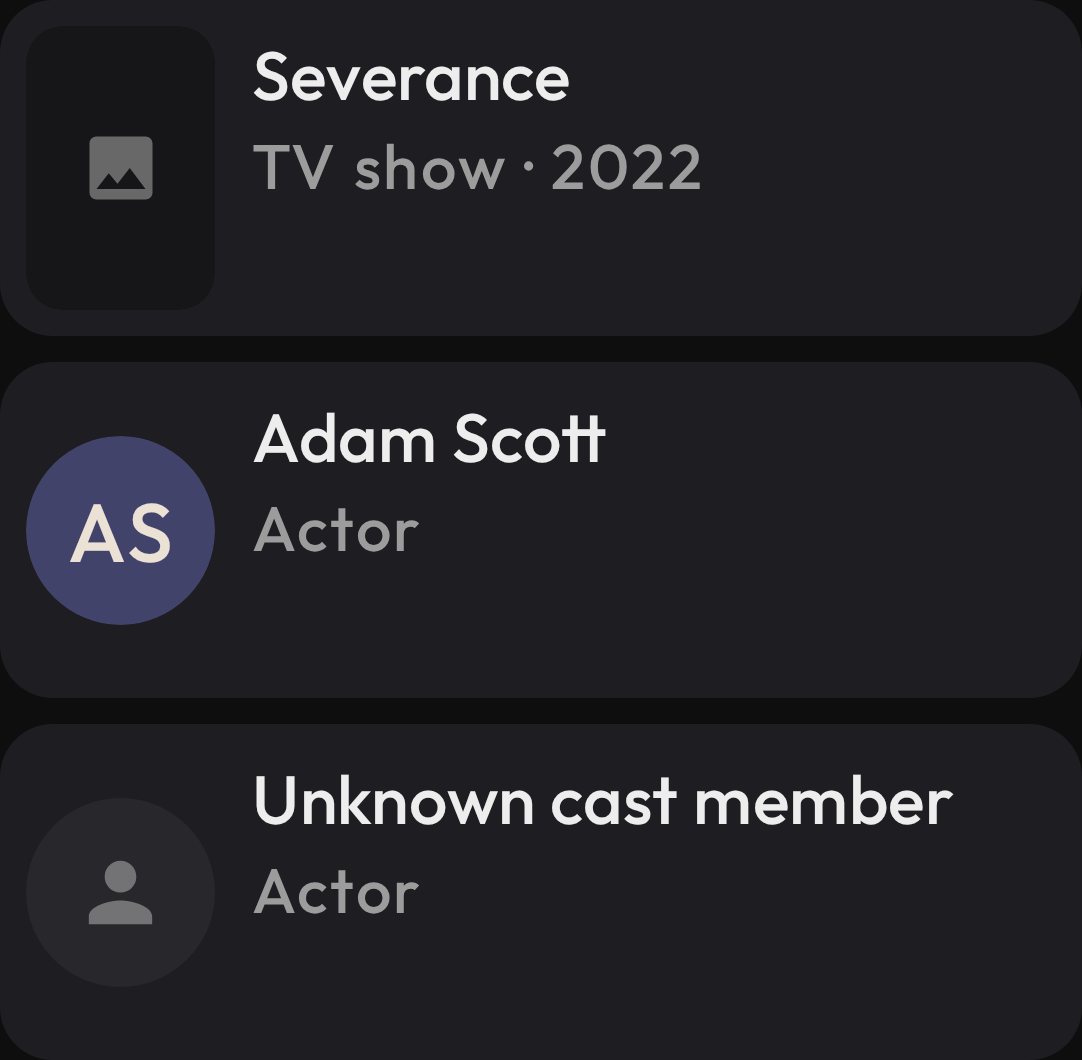 Severance
TV show · 2022
AS
Adam Scott
Actor
Unknown cast member
Actor